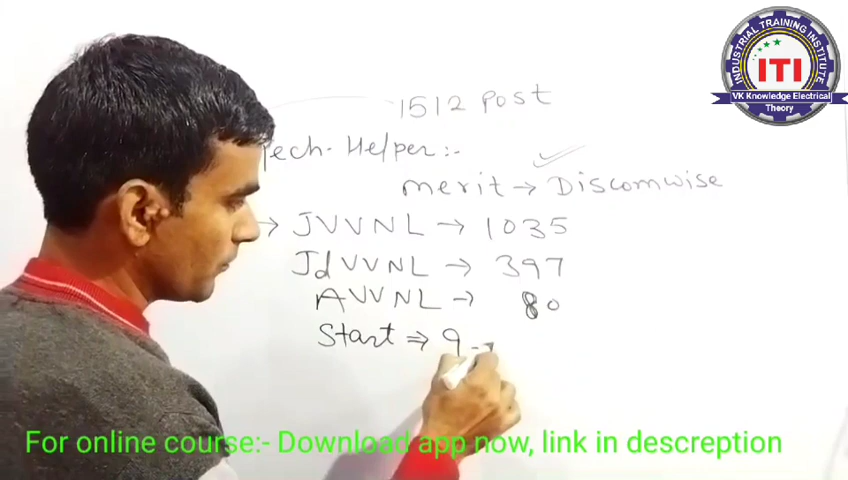 INDUSTRIAL TRAINING INSTITUTE
ITI
VK Knowledge Electrical
Theory
1512 Post
Tech-Helper:-
merit → Discomwise
→ JVVNL → 1035
JdVVNL → 397
AVVNL → 80
Start ⇒ 9 -
For online course:- Download app now, link in descreption